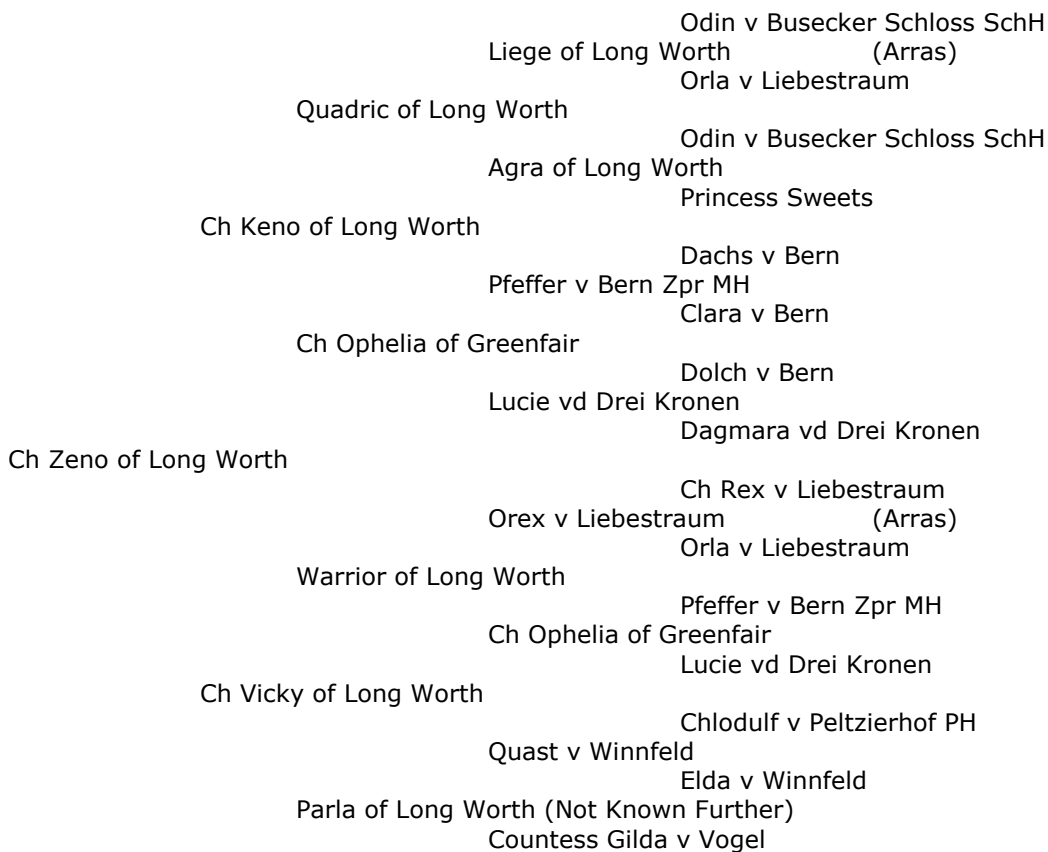 Odin v Busecker Schloss SchH
Liege of Long Worth (Arras)
Orla v Liebestraum
Quadric of Long Worth
Odin v Busecker Schloss SchH
Agra of Long Worth
Princess Sweets
Ch Keno of Long Worth
Dachs v Bern
Pfeffer v Bern Zpr MH
Clara v Bern
Ch Ophelia of Greenfair
Dolch v Bern
Lucie vd Drei Kronen
Dagmara vd Drei Kronen
Ch Zeno of Long Worth
Ch Rex v Liebestraum
Orex v Liebestraum (Arras)
Orla v Liebestraum
Warrior of Long Worth
Pfeffer v Bern Zpr MH
Ch Ophelia of Greenfair
Lucie vd Drei Kronen
Ch Vicky of Long Worth
Chlodulf v Peltzierhof PH
Quast v Winnfeld
Elda v Winnfeld
Parla of Long Worth (Not Known Further)
Countess Gilda v Vogel